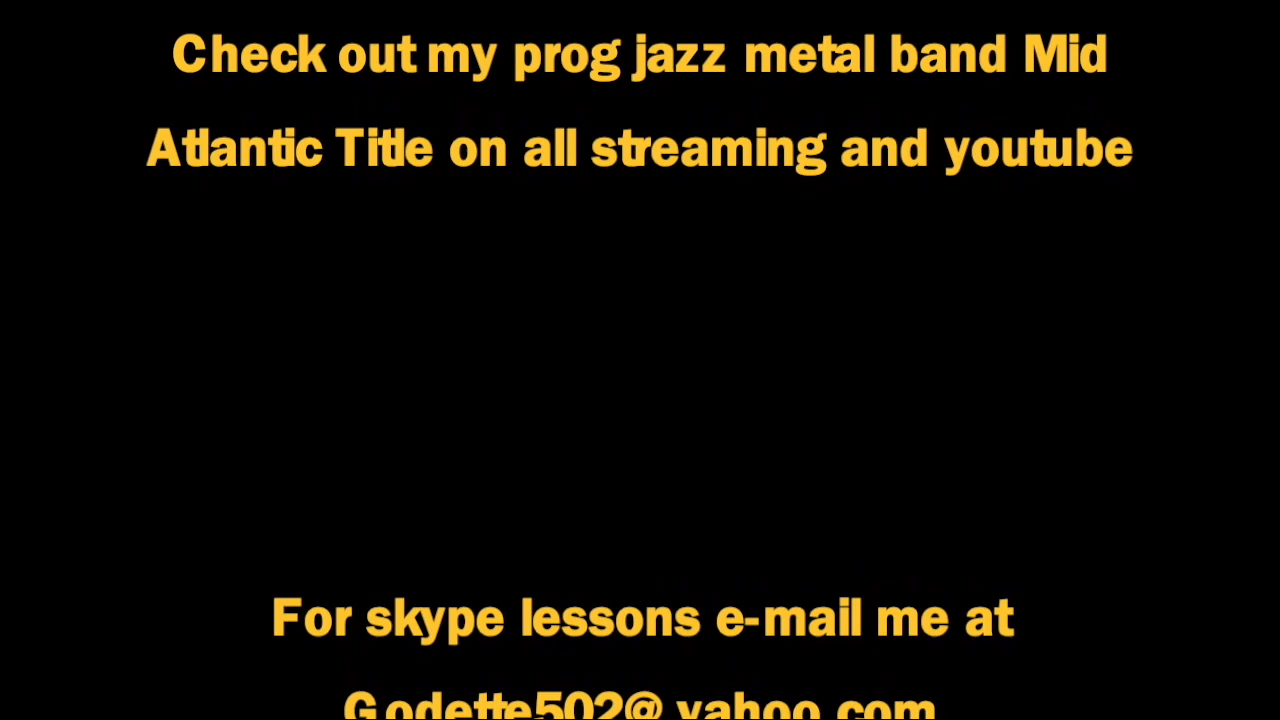 Check out my prog jazz metal band Mid
Atlantic Title on all streaming and youtube
For skype lessons e-mail me at
Godette502@yahoo.com